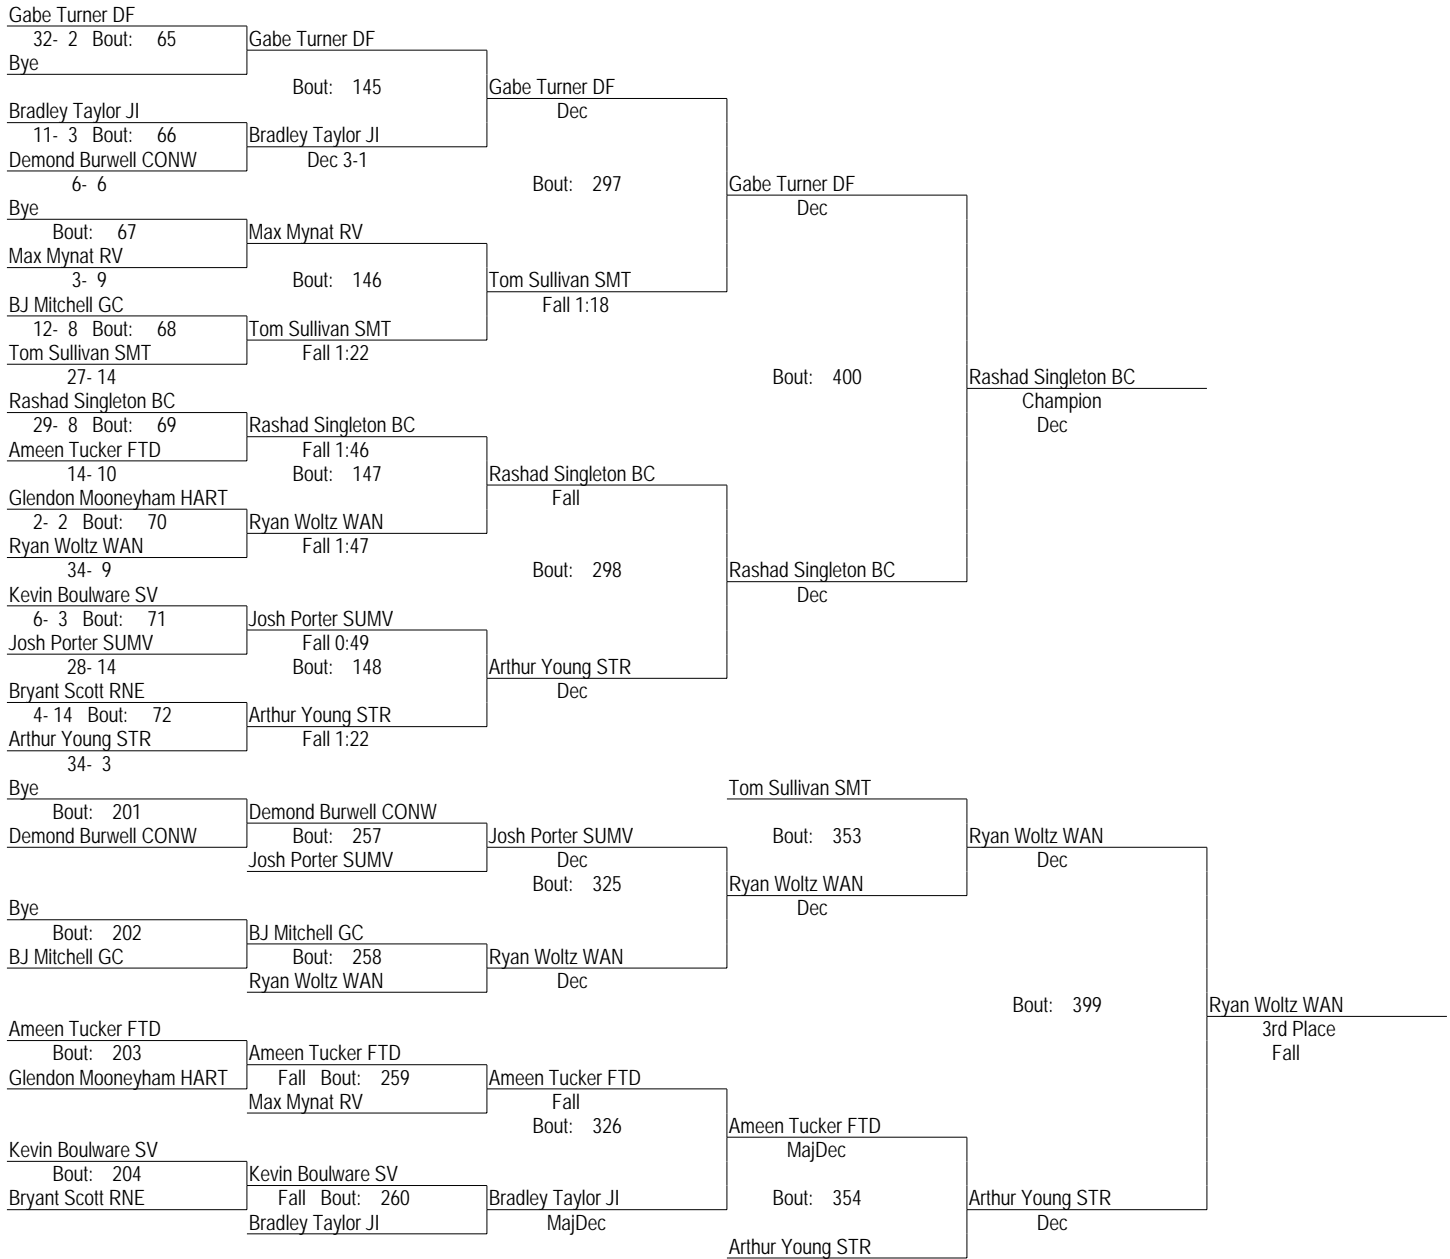 Gabe Turner DF
32- 2 Bout: 65
Gabe Turner DF
Bye
Bout: 145
Gabe Turner DF
Bradley Taylor JI
Dec
11- 3 Bout: 66
Bradley Taylor JI
Demond Burwell CONW
Dec 3-1
6- 6
Bout: 297
Gabe Turner DF
Bye
Dec
Bout: 67
Max Mynat RV
Max Mynat RV
3- 9
Bout: 146
Tom Sullivan SMT
BJ Mitchell GC
Fall 1:18
12- 8 Bout: 68
Tom Sullivan SMT
Tom Sullivan SMT
Fall 1:22
27- 14
Bout: 400
Rashad Singleton BC
Rashad Singleton BC
Champion
29- 8 Bout: 69
Rashad Singleton BC
Dec
Ameen Tucker FTD
Fall 1:46
14- 10
Bout: 147
Rashad Singleton BC
Glendon Mooneyham HART
Fall
2- 2 Bout: 70
Ryan Woltz WAN
Ryan Woltz WAN
Fall 1:47
34- 9
Bout: 298
Rashad Singleton BC
Kevin Boulware SV
Dec
6- 3 Bout: 71
Josh Porter SUMV
Josh Porter SUMV
Fall 0:49
28- 14
Bout: 148
Arthur Young STR
Bryant Scott RNE
Dec
4- 14 Bout: 72
Arthur Young STR
Arthur Young STR
Fall 1:22
34- 3
Bye
Tom Sullivan SMT
Bout: 201
Demond Burwell CONW
Demond Burwell CONW
Bout: 257
Josh Porter SUMV
Bout: 353
Ryan Woltz WAN
Josh Porter SUMV
Dec
Dec
Bout: 325
Ryan Woltz WAN
Bye
Dec
Bout: 202
BJ Mitchell GC
BJ Mitchell GC
Bout: 258
Ryan Woltz WAN
Ryan Woltz WAN
Dec
Bout: 399
Ryan Woltz WAN
Ameen Tucker FTD
3rd Place
Bout: 203
Ameen Tucker FTD
Fall
Glendon Mooneyham HART
Fall Bout: 259
Ameen Tucker FTD
Max Mynat RV
Fall
Bout: 326
Ameen Tucker FTD
Kevin Boulware SV
MajDec
Bout: 204
Kevin Boulware SV
Bryant Scott RNE
Fall Bout: 260
Bradley Taylor JI
Bout: 354
Arthur Young STR
Bradley Taylor JI
MajDec
Dec
Arthur Young STR